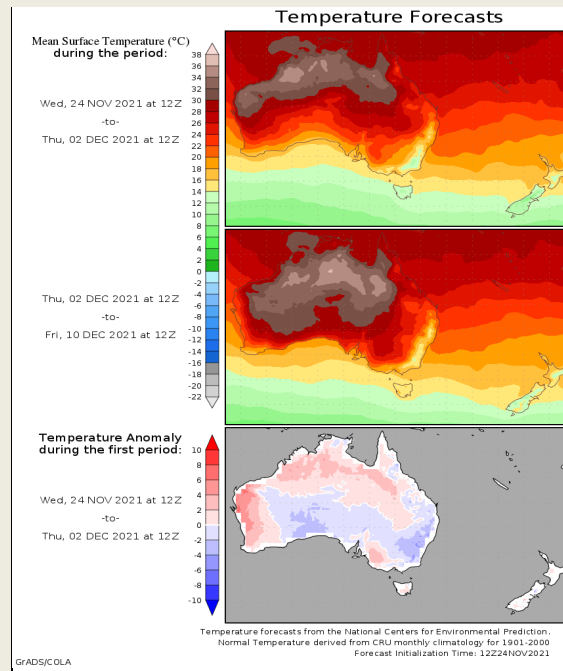 Temperature Forecasts
Mean Surface Temperature (°C)
during the period:
Wed, 24 NOV 2021 at 12Z
-to-
Thu, 02 DEC 2021 at 12Z
38
36
34
32
30
28
26
24
22
20
18
16
14
12
10
8
6
4
2
0
-2
-4
-6
-8
-10
-12
-14
-16
-18
-20
-22
Thu, 02 DEC 2021 at 12Z
-to-
Fri, 10 DEC 2021 at 12Z
Temperature Anomaly
during the first period:
Wed, 24 NOV 2021 at 12Z
-to-
Thu, 02 DEC 2021 at 12Z
10
8
6
4
2
0
-2
-4
-6
-8
-10
Temperature forecasts from the National Centers for Environmental Prediction.
Normal Temperature derived from CRU monthly climatology for 1901-2000
Forecast Initialization Time: 12Z24NOV2021
GrADS/COLA